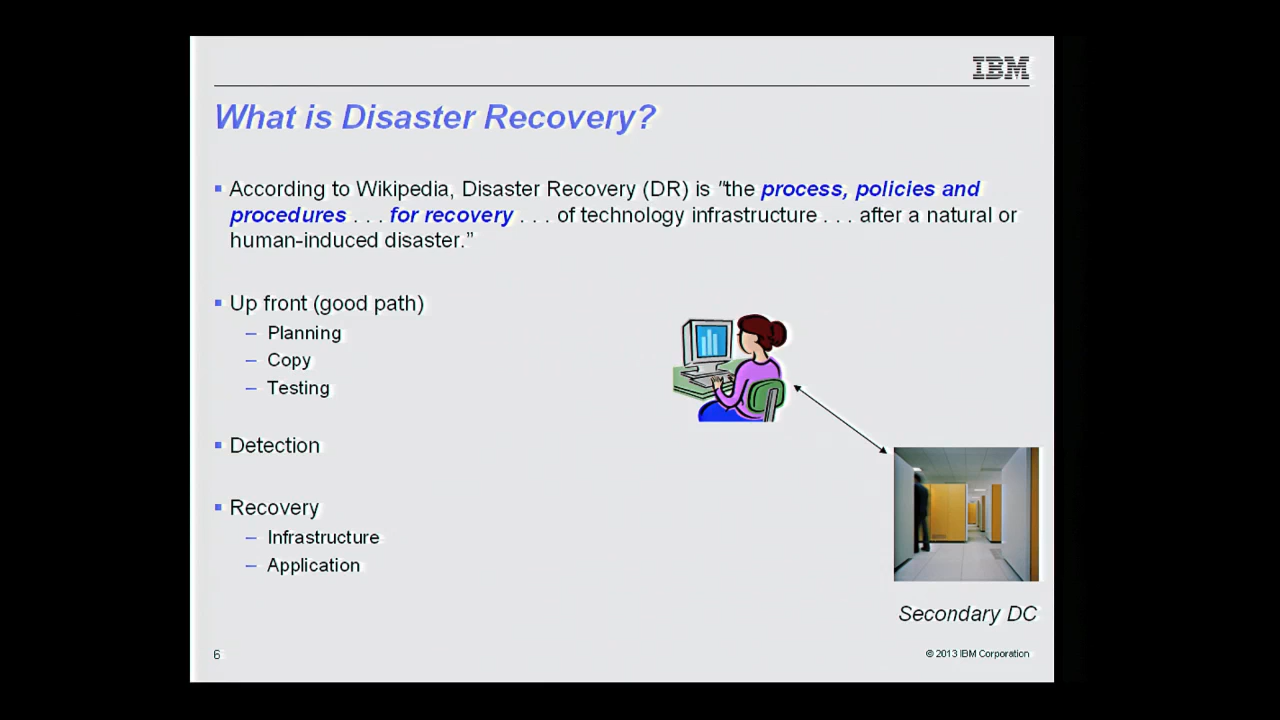 IBM
What is Disaster Recovery?
▪ According to Wikipedia, Disaster Recovery (DR) is "the process, policies and
procedures . . . for recovery . . . of technology infrastructure . . . after a natural or
human-induced disaster.”
▪ Up front (good path)
– Planning
– Copy
– Testing
▪ Detection
▪ Recovery
– Infrastructure
– Application
Secondary DC
6
© 2013 IBM Corporation